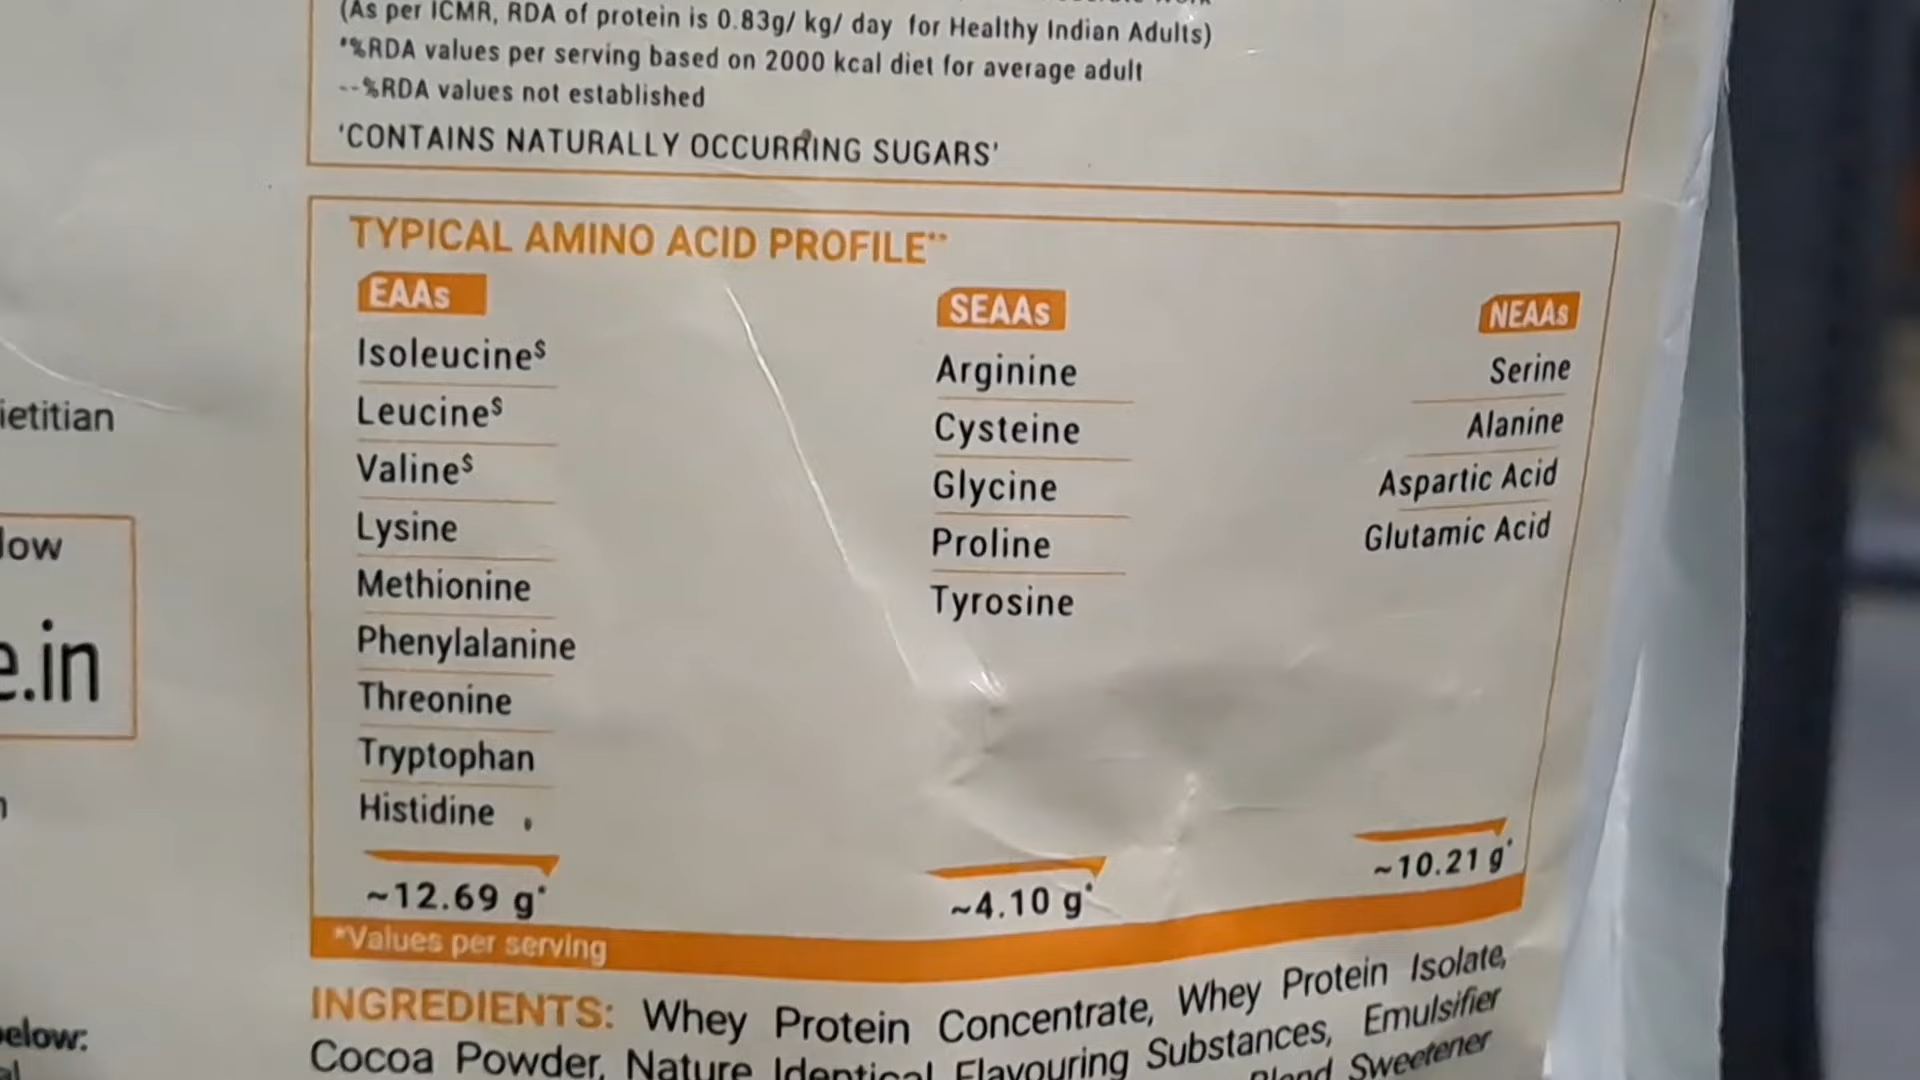 (As per ICMR, RDA of protein is 0.83g/ kg/ day for Healthy Indian Adults)
*%RDA values per serving based on 2000 kcal diet for average adult
--%RDA values not established
'CONTAINS NATURALLY OCCURRING SUGARS'
TYPICAL AMINO ACID PROFILE**
EAAs
Isoleucine$
Leucine$
Valine$
Lysine
Methionine
Phenylalanine
Threonine
Tryptophan
Histidine
~12.69 g*
SEAAs
Arginine
Cysteine
Glycine
Proline
Tyrosine
~4.10 g*
NEAAs
Serine
Alanine
Aspartic Acid
Glutamic Acid
~10.21 g*
*Values per serving
INGREDIENTS: Whey Protein Concentrate, Whey Protein Isolate,
Cocoa Powder, Nature Identical Flavouring Substances, Emulsifier
Blend Sweetener
ietitian
low
e.in
elow: